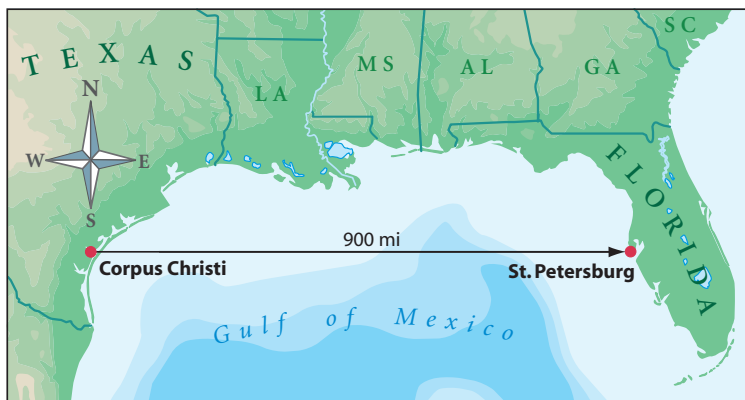 TEXAS
LA
MS
AL
GA
SC
N
W
E
S
FLORIDA
900 mi
Corpus Christi
St. Petersburg
Gulf of Mexico